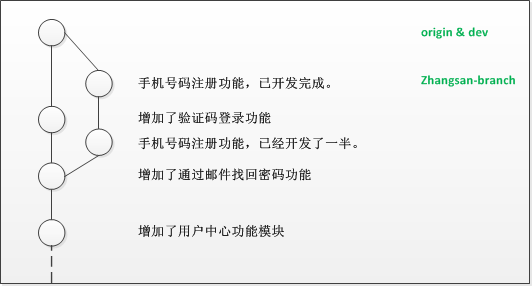 origin & dev
手机号码注册功能，已开发完成。
Zhangsan-branch
增加了验证码登录功能
手机号码注册功能，已经开发了一半。
增加了通过邮件找回密码功能
增加了用户中心功能模块